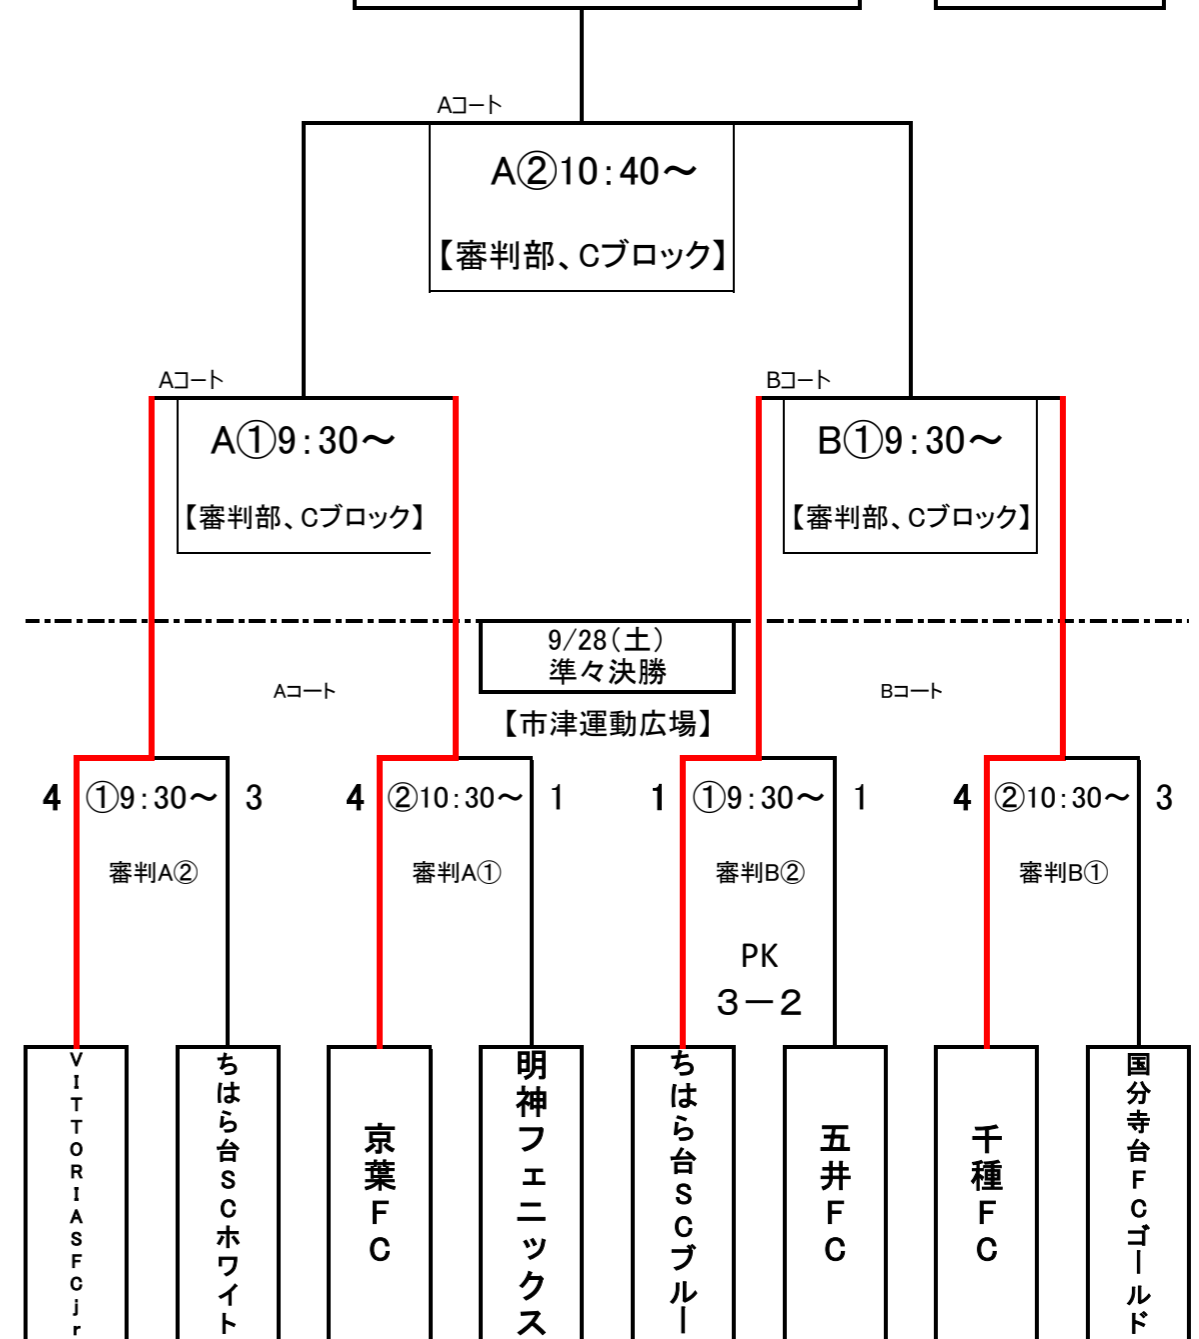 Aコート
A②10:40～
【審判部、Cブロック】
Aコート
Bコート
A①9:30～
B①9:30～
【審判部、Cブロック】
【審判部、Cブロック】
9/28(土)
準々決勝
Aコート
Bコート
【市津運動広場】
4 ①9:30～ 3
4 ②10:30～ 1
1 ①9:30～ 1
4 ②10:30～ 3
審判A②
審判A①
審判B②
審判B①
PK
3－2
VITTORIASFCjr
ちはら台SCホワイト
京葉FC
明神フェニックス
ちはら台SCブルー
五井FC
千種FC
国分寺台FCゴールド